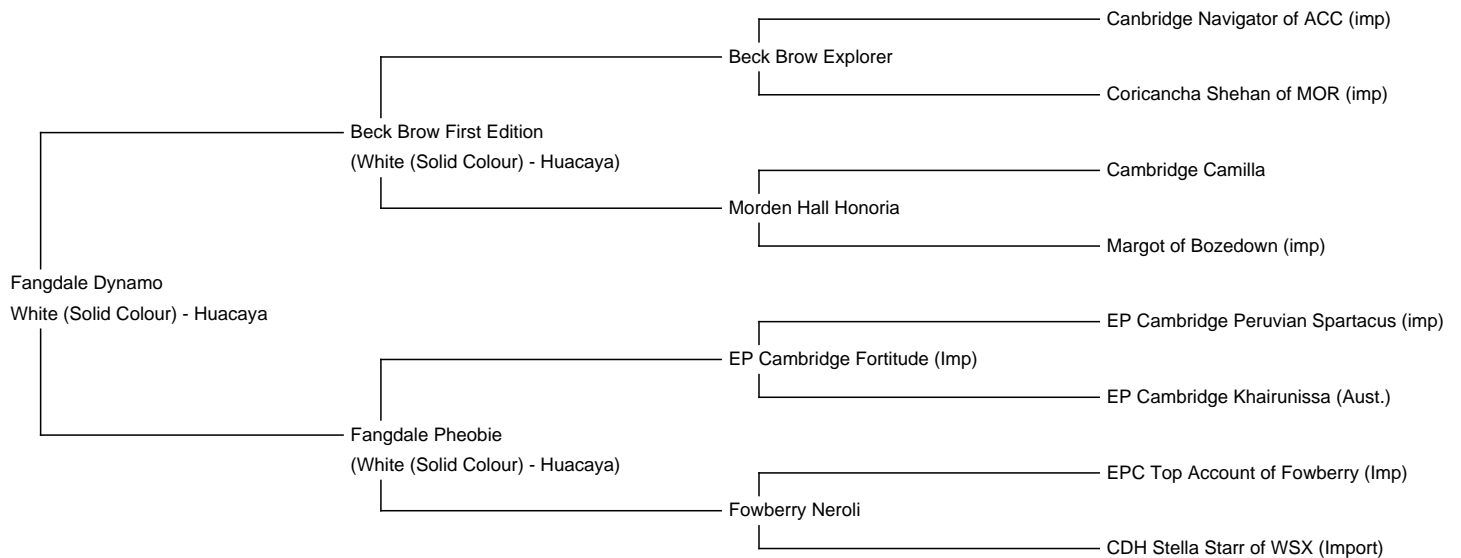 Canbridge Navigator of ACC (imp)
Beck Brow Explorer
Coricancha Shehan of MOR (imp)
Beck Brow First Edition
(White (Solid Colour) - Huacaya)
Cambridge Camilla
Morden Hall Honoria
Margot of Bozedown (imp)
Fangdale Dynamo
White (Solid Colour) - Huacaya
EP Cambridge Peruvian Spartacus (imp)
EP Cambridge Fortitude (Imp)
EP Cambridge Khairunissa (Aust.)
Fangdale Pheobie
(White (Solid Colour) - Huacaya)
EPC Top Account of Fowberry (Imp)
Fowberry Neroli
CDH Stella Starr of WSX (Import)